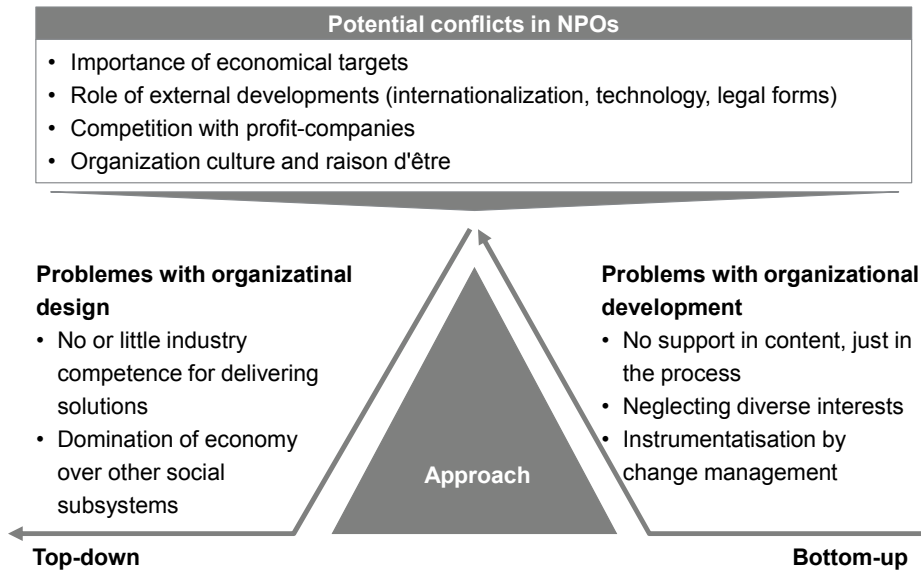 Potential conflicts in NPOs
• Importance of economical targets
• Role of external developments (internationalization, technology, legal forms)
• Competition with profit-companies
• Organization culture and raison d'être
Problemes with organizatinal
design
• No or little industry
competence for delivering
solutions
• Domination of economy
over other social
subsystems
Problems with organizational
development
• No support in content, just in
the process
• Neglecting diverse interests
• Instrumentatisation by
change management
Approach
Top-down
Bottom-up